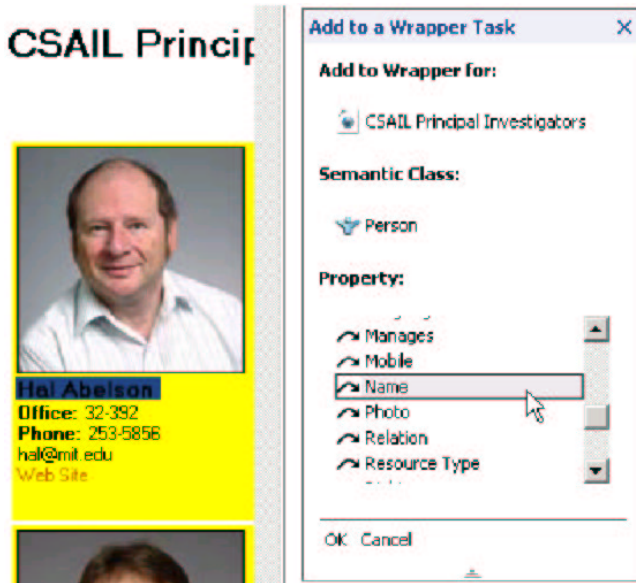 CSAIL Princip
Hal Abelson
Office: 32-392
Phone: 253-5856
hal@mit.edu
Web Site
Add to a Wrapper Task
Add to Wrapper for:
CSAIL Principal Investigators
Semantic Class:
Person
Property:
Manages
Mobile
Name
Photo
Relation
Resource Type
OK Cancel